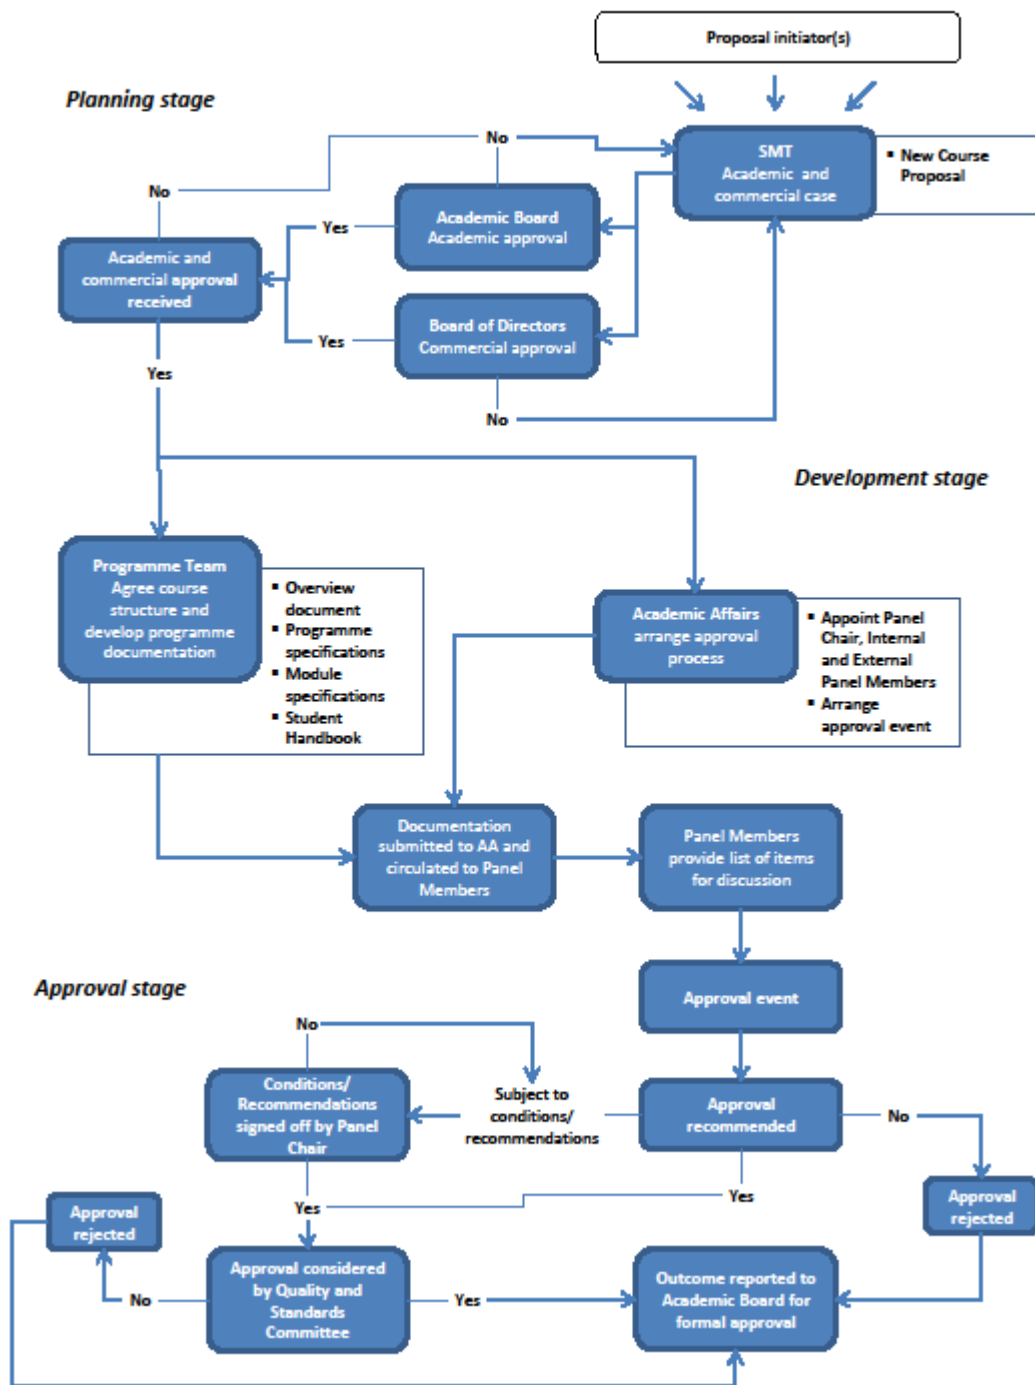 Proposal initiator(s)
Planning stage
No
SMT
Academic and
commercial case
▪ New Course
Proposal
No
Academic Board
Academic approval
Yes
Academic and
commercial approval
received
Board of Directors
Commercial approval
Yes
Yes
No
Development stage
Programme Team
Agree course
structure and
develop programme
documentation
▪ Overview
document
▪ Programme
specifications
▪ Module
specifications
▪ Student
Handbook
Academic Affairs
arrange approval
process
▪ Appoint Panel
Chair, Internal
and External
Panel Members
▪ Arrange
approval event
Documentation
submitted to AA and
circulated to Panel
Members
Panel Members
provide list of items
for discussion
Approval stage
Approval event
No
Conditions/
Recommendations
signed off by Panel
Chair
Subject to
conditions/
recommendations
Approval
recommended
No
Yes
Yes
Approval
rejected
Approval
rejected
Approval considered
by Quality and
Standards
Committee
No
Yes
Outcome reported to
Academic Board for
formal approval